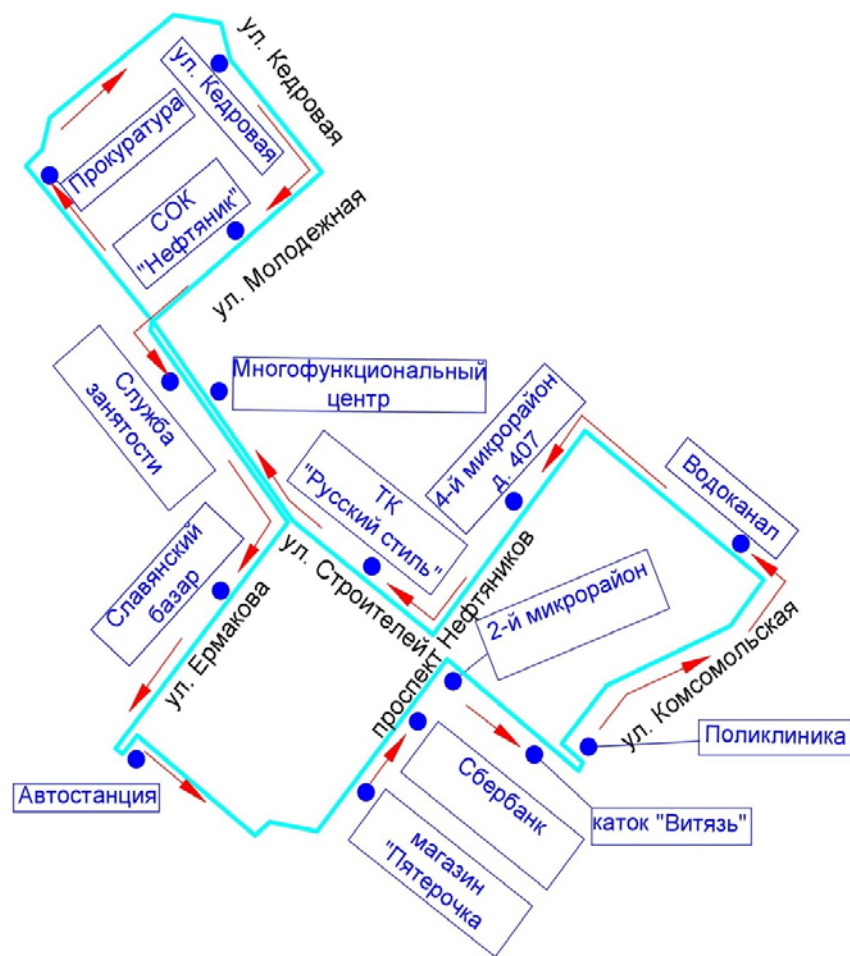 ул. Кедровая
ул. Кедровая
Прокуратура
СОК
"Нефтяник"
ул. Молодежная
Многофункциональный
центр
Служба
занятости
4-й микрорайон
д. 407
Водоканал
ТК
"Русский стиль"
ул. Строителей
проспект Нефтяников
Славянский
базар
ул. Ермакова
2-й микрорайон
ул. Комсомольская
Поликлиника
Автостанция
Сбербанк
каток "Витязь"
магазин
"Пятерочка